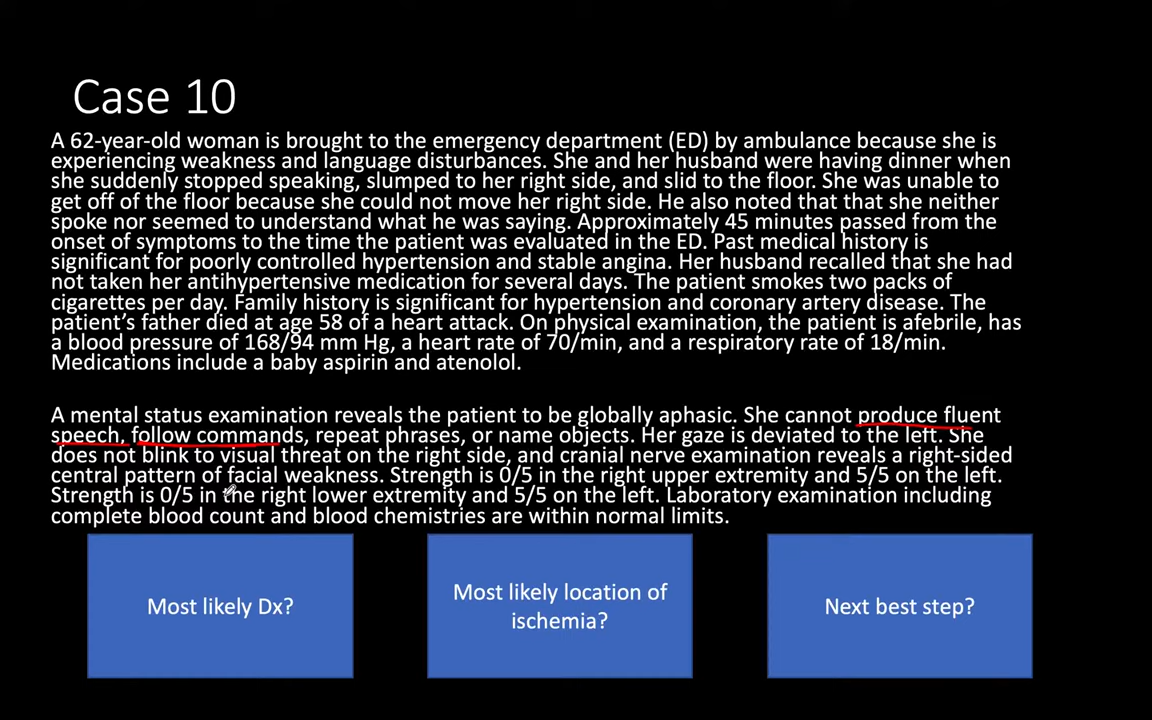 Case 10
A 62-year-old woman is brought to the emergency department (ED) by ambulance because she is
experiencing weakness and language disturbances. She and her husband were having dinner when
she suddenly stopped speaking, slumped to her right side, and slid to the floor. She was unable to
get off of the floor because she could not move her right side. He also noted that that she neither
spoke nor seemed to understand what he was saying. Approximately 45 minutes passed from the
onset of symptoms to the time the patient was evaluated in the ED. Past medical history is
significant for poorly controlled hypertension and stable angina. Her husband recalled that she had
not taken her antihypertensive medication for several days. The patient smokes two packs of
cigarettes per day. Family history is significant for hypertension and coronary artery disease. The
patient's father died at age 58 of a heart attack. On physical examination, the patient is afebrile, has
a blood pressure of 168/94 mm Hg, a heart rate of 70/min, and a respiratory rate of 18/min.
Medications include a baby aspirin and atenolol.
A mental status examination reveals the patient to be globally aphasic. She cannot produce fluent
speech, follow commands, repeat phrases, or name objects. Her gaze is deviated to the left. She
does not blink to visual threat on the right side, and cranial nerve examination reveals a right-sided
central pattern of facial weakness. Strength is 0/5 in the right upper extremity and 5/5 on the left.
Strength is 0/5 in the right lower extremity and 5/5 on the left. Laboratory examination including
complete blood count and blood chemistries are within normal limits.
Most likely Dx?
Most likely location of
ischemia?
Next best step?